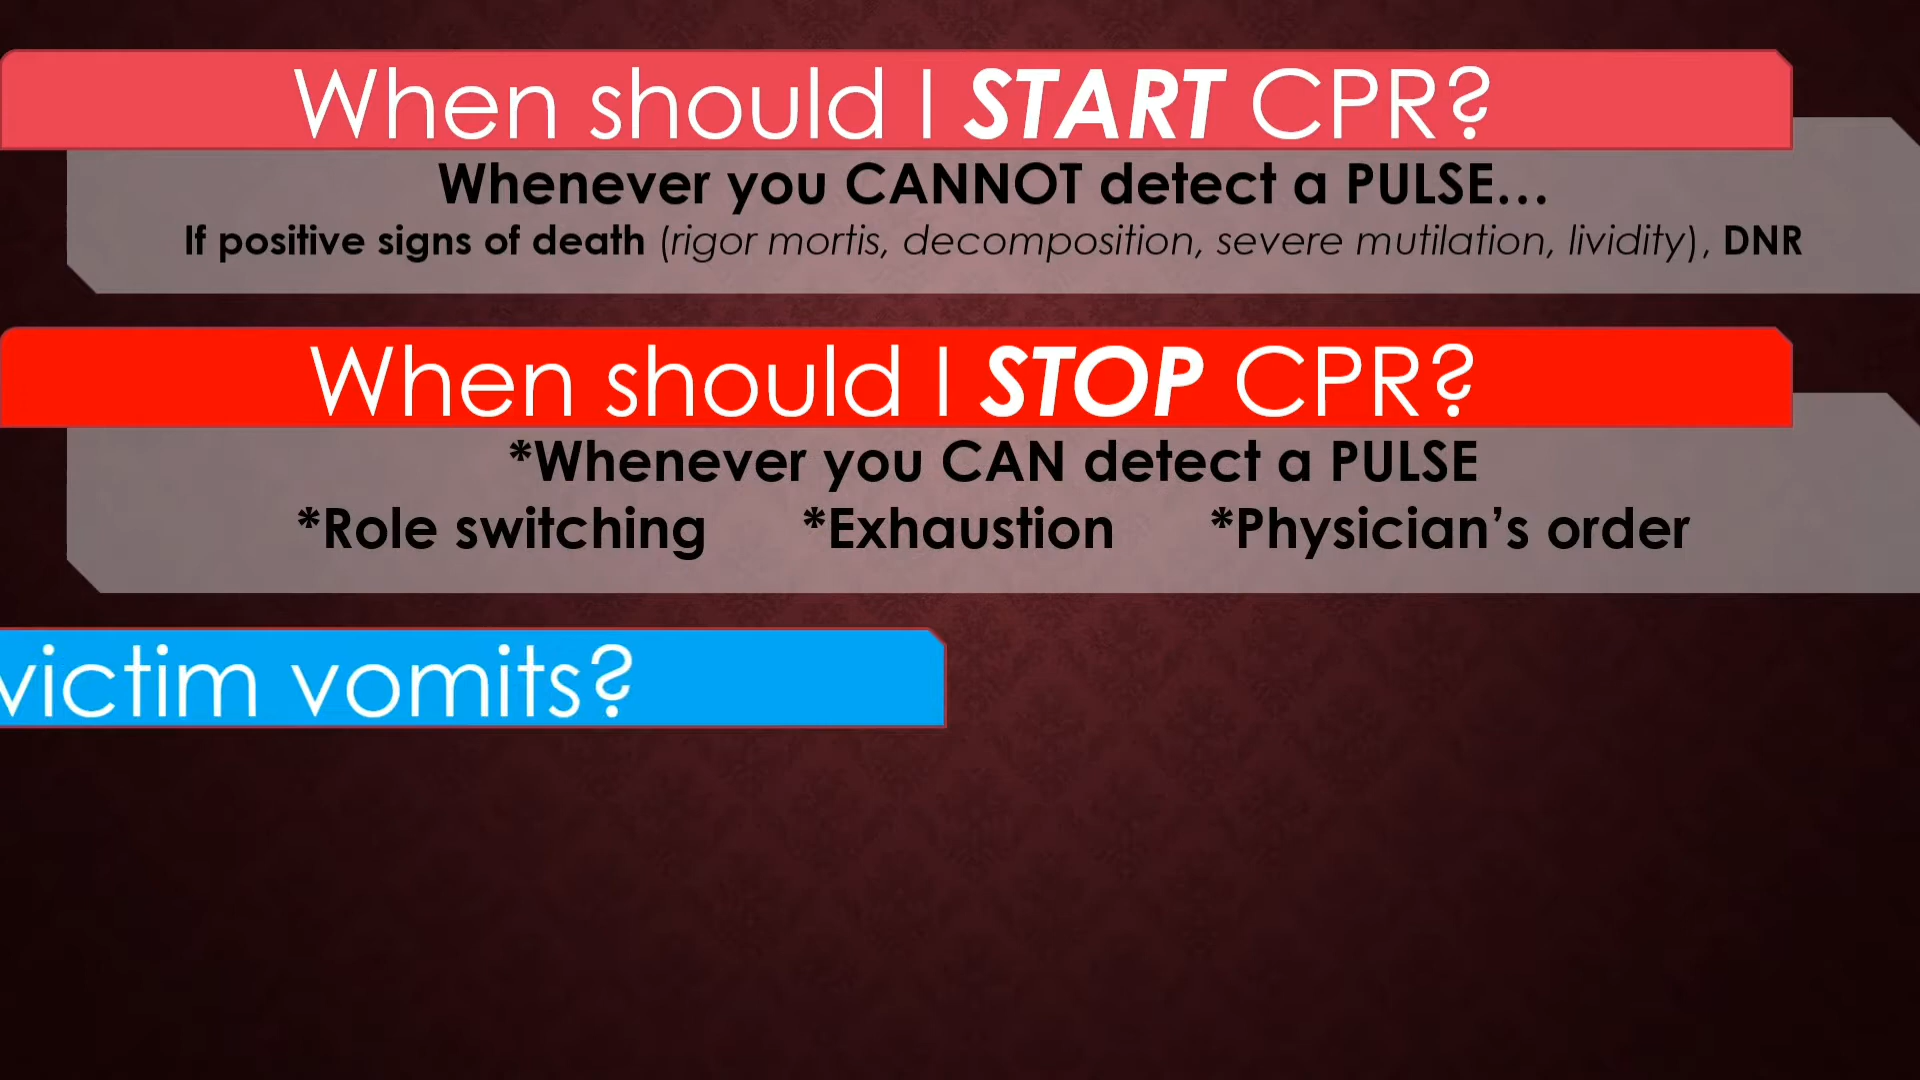 When should I START CPR?
Whenever you CANNOT detect a PULSE...
If positive signs of death (rigor mortis, decomposition, severe mutilation, lividity), DNR
When should I STOP CPR?
*Whenever you CAN detect a PULSE
*Role switching *Exhaustion *Physician’s order
victim vomits?